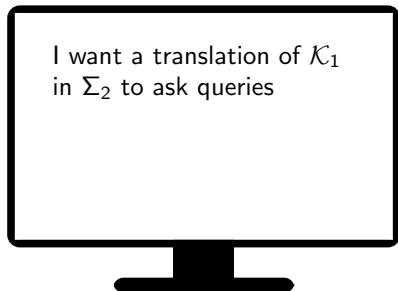 I want a translation of 𝒦₁
in Σ₂ to ask queries